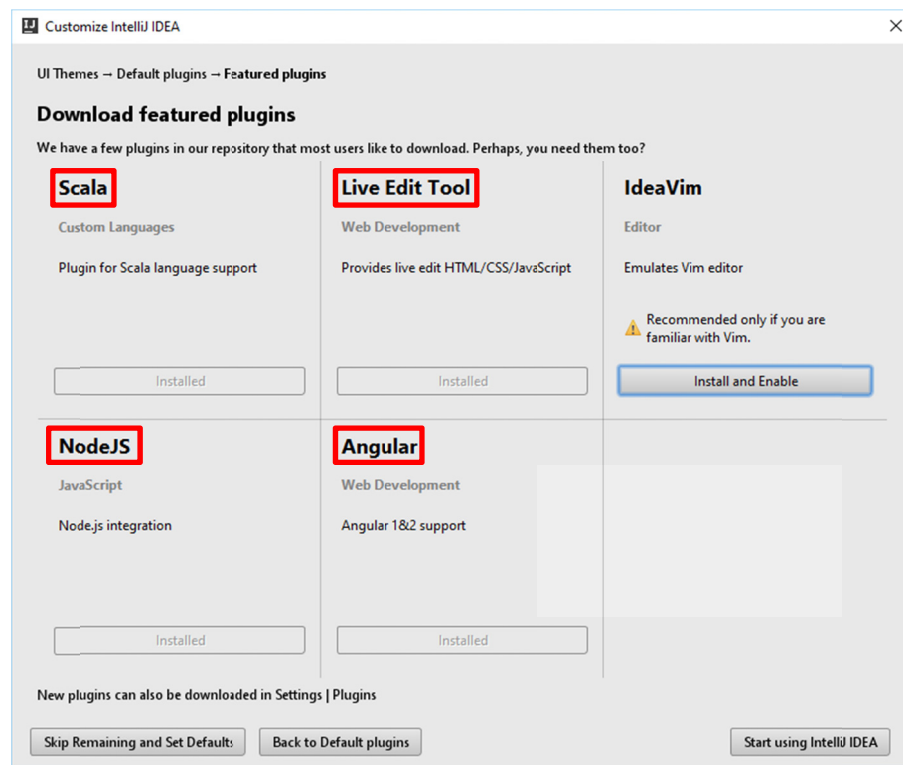 Customize IntelliJ IDEA
UI Themes → Default plugins → Featured plugins
Download featured plugins
We have a few plugins in our repository that most users like to download. Perhaps, you need them too?
Scala
Custom Languages
Plugin for Scala language support
Installed
Live Edit Tool
Web Development
Provides live edit HTML/CSS/JavaScript
Installed
IdeaVim
Editor
Emulates Vim editor
Recommended only if you are
familiar with Vim.
Install and Enable
NodeJS
JavaScript
Node.js integration
Installed
Angular
Web Development
Angular 1&2 support
Installed
New plugins can also be downloaded in Settings | Plugins
Skip Remaining and Set Defaults
Back to Default plugins
Start using IntelliJ IDEA